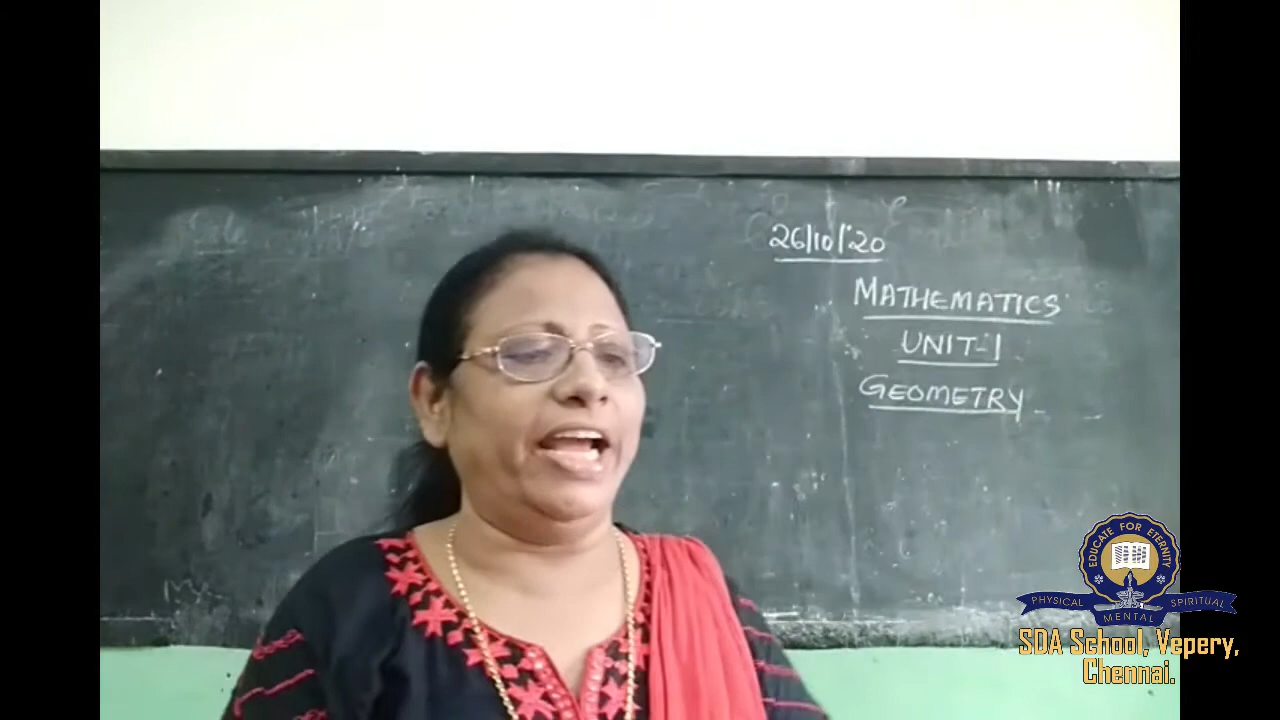 26/10/'20
MATHEMATICS
UNIT-1
GEOMETRY
EDUCATE FOR ETERNITY
PHYSICAL MENTAL SPIRITUAL
SDA School, Vepery,
Chennai.